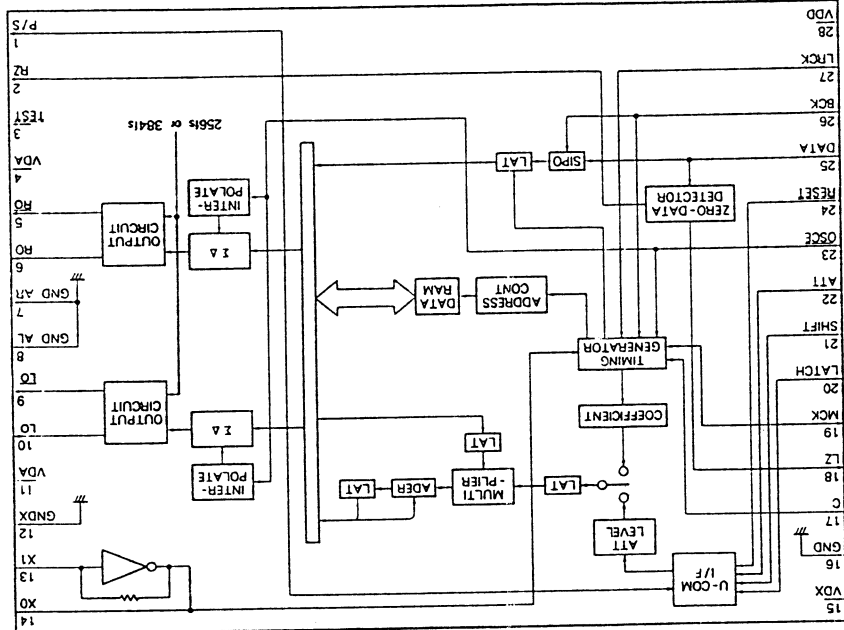 15
VDX
16
GND
17
C
18
LZ
19
MCK
20
LATCH
21
SHIFT
22
ATT
23
OSCE
24
RESET
25
DATA
26
BCK
27
LRCK
28
VDD
U-COM
I/F
ATT
LEVEL
COEFFICIENT
TIMING
GENERATOR
ZERO-DATA
DETECTOR
SIPO
LAT
LAT
MULTI
-PLIER
ADER
LAT
LAT
ADDRESS
CONT
DATA
RAM
INTER-
POLATE
ΣΔ
OUTPUT
CIRCUIT
ΣΔ
INTER-
POLATE
OUTPUT
CIRCUIT
256fs or 384fs
14
X0
13
X1
12
GNDX
11
VDA
10
LO
9
LO
8
GND AL
7
GND AR
6
RO
5
RO
4
VDA
3
TEST
2
RZ
1
P/S